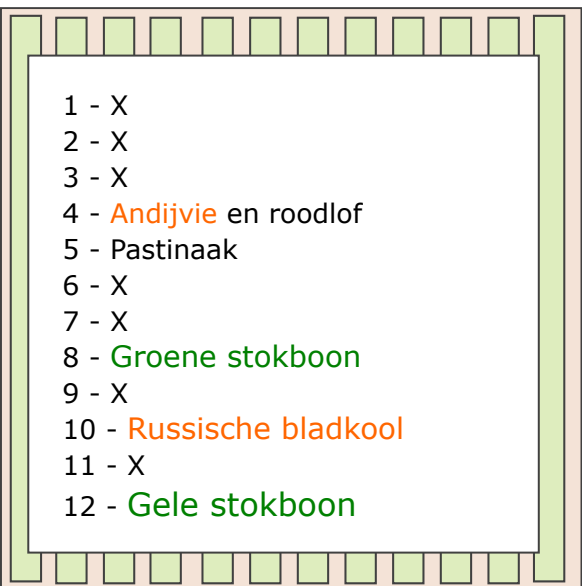 1 - X
2 - X
3 - X
4 - Andijvie en roodlof
5 - Pastinaak
6 - X
7 - X
8 - Groene stokboon
9 - X
10 - Russische bladkool
11 - X
12 - Gele stokboon